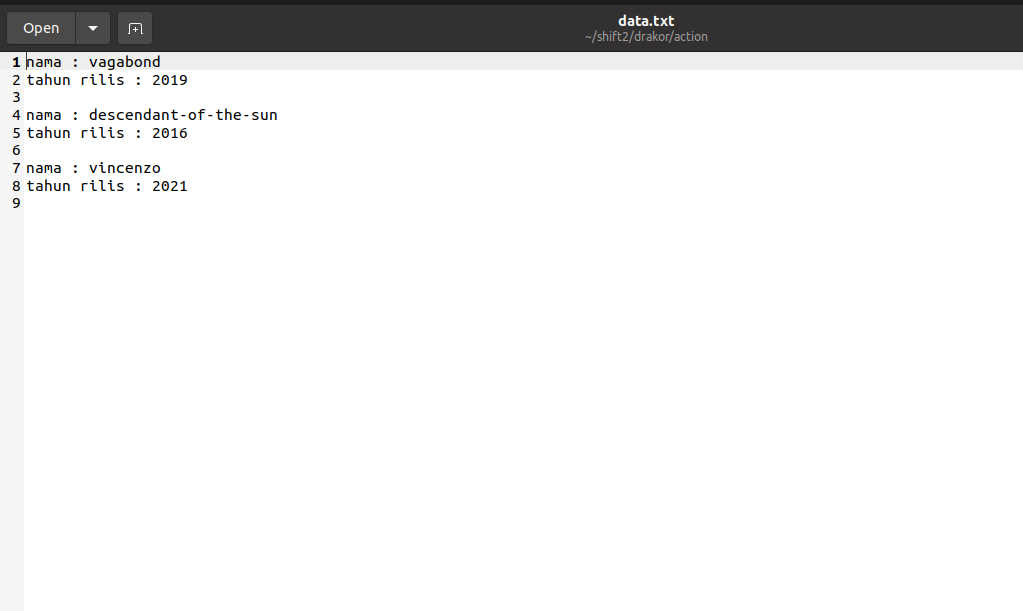 Open
data.txt
~/shift2/drakor/action
1 nama : vagabond
2 tahun rilis : 2019
3
4 nama : descendant-of-the-sun
5 tahun rilis : 2016
6
7 nama : vincenzo
8 tahun rilis : 2021
9